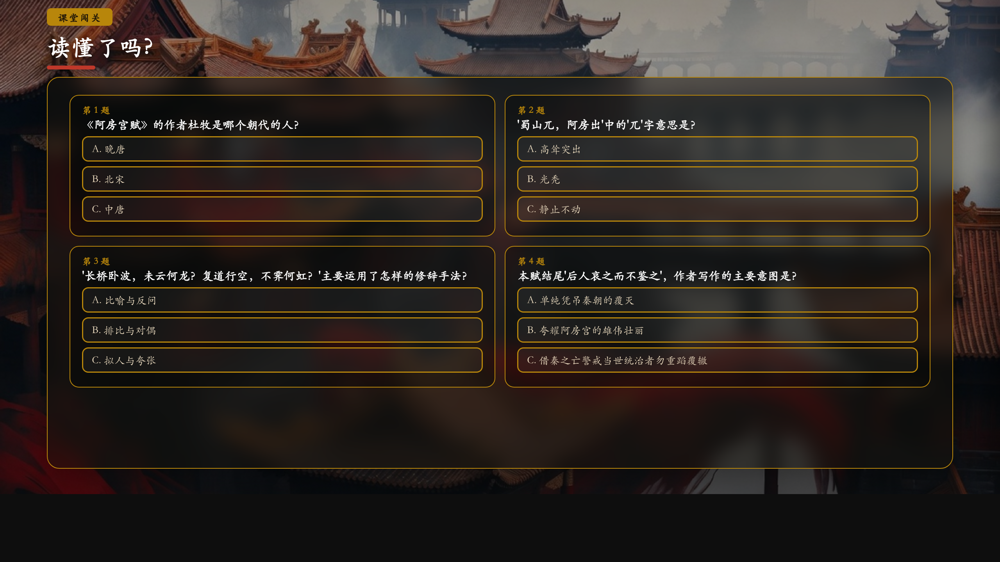 课堂闯关
读懂了吗?
第 1 题
《阿房宫赋》的作者杜牧是哪个朝代的人?
A. 晚唐
B. 北宋
C. 中唐
第 2 题
'蜀山兀，阿房出'中的'兀'字意思是?
A. 高耸突出
B. 光秃
C. 静止不动
第 3 题
'长桥卧波，未云何龙? 复道行空，不霁何虹? '主要运用了怎样的修辞手法?
A. 比喻与反问
B. 排比与对偶
C. 拟人与夸张
第 4 题
本赋结尾'后人哀之而不鉴之'，作者写作的主要意图是?
A. 单纯凭吊秦朝的覆灭
B. 夸耀阿房宫的雄伟壮丽
C. 借秦之亡警戒当世统治者勿重蹈覆辙